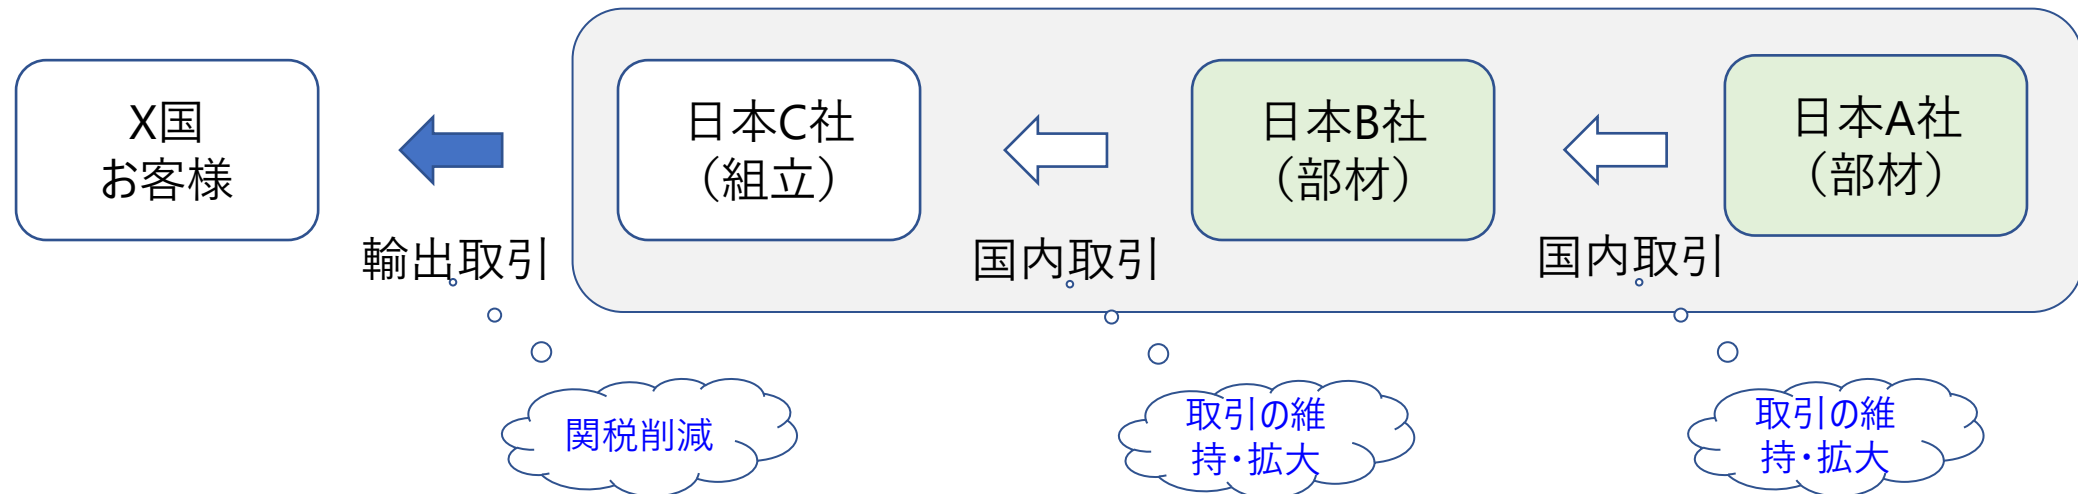 X国
お客様
日本C社
（組立）
日本B社
（部材）
日本A社
（部材）
輸出取引
国内取引
国内取引
関税削減
取引の維
持・拡大
取引の維
持・拡大